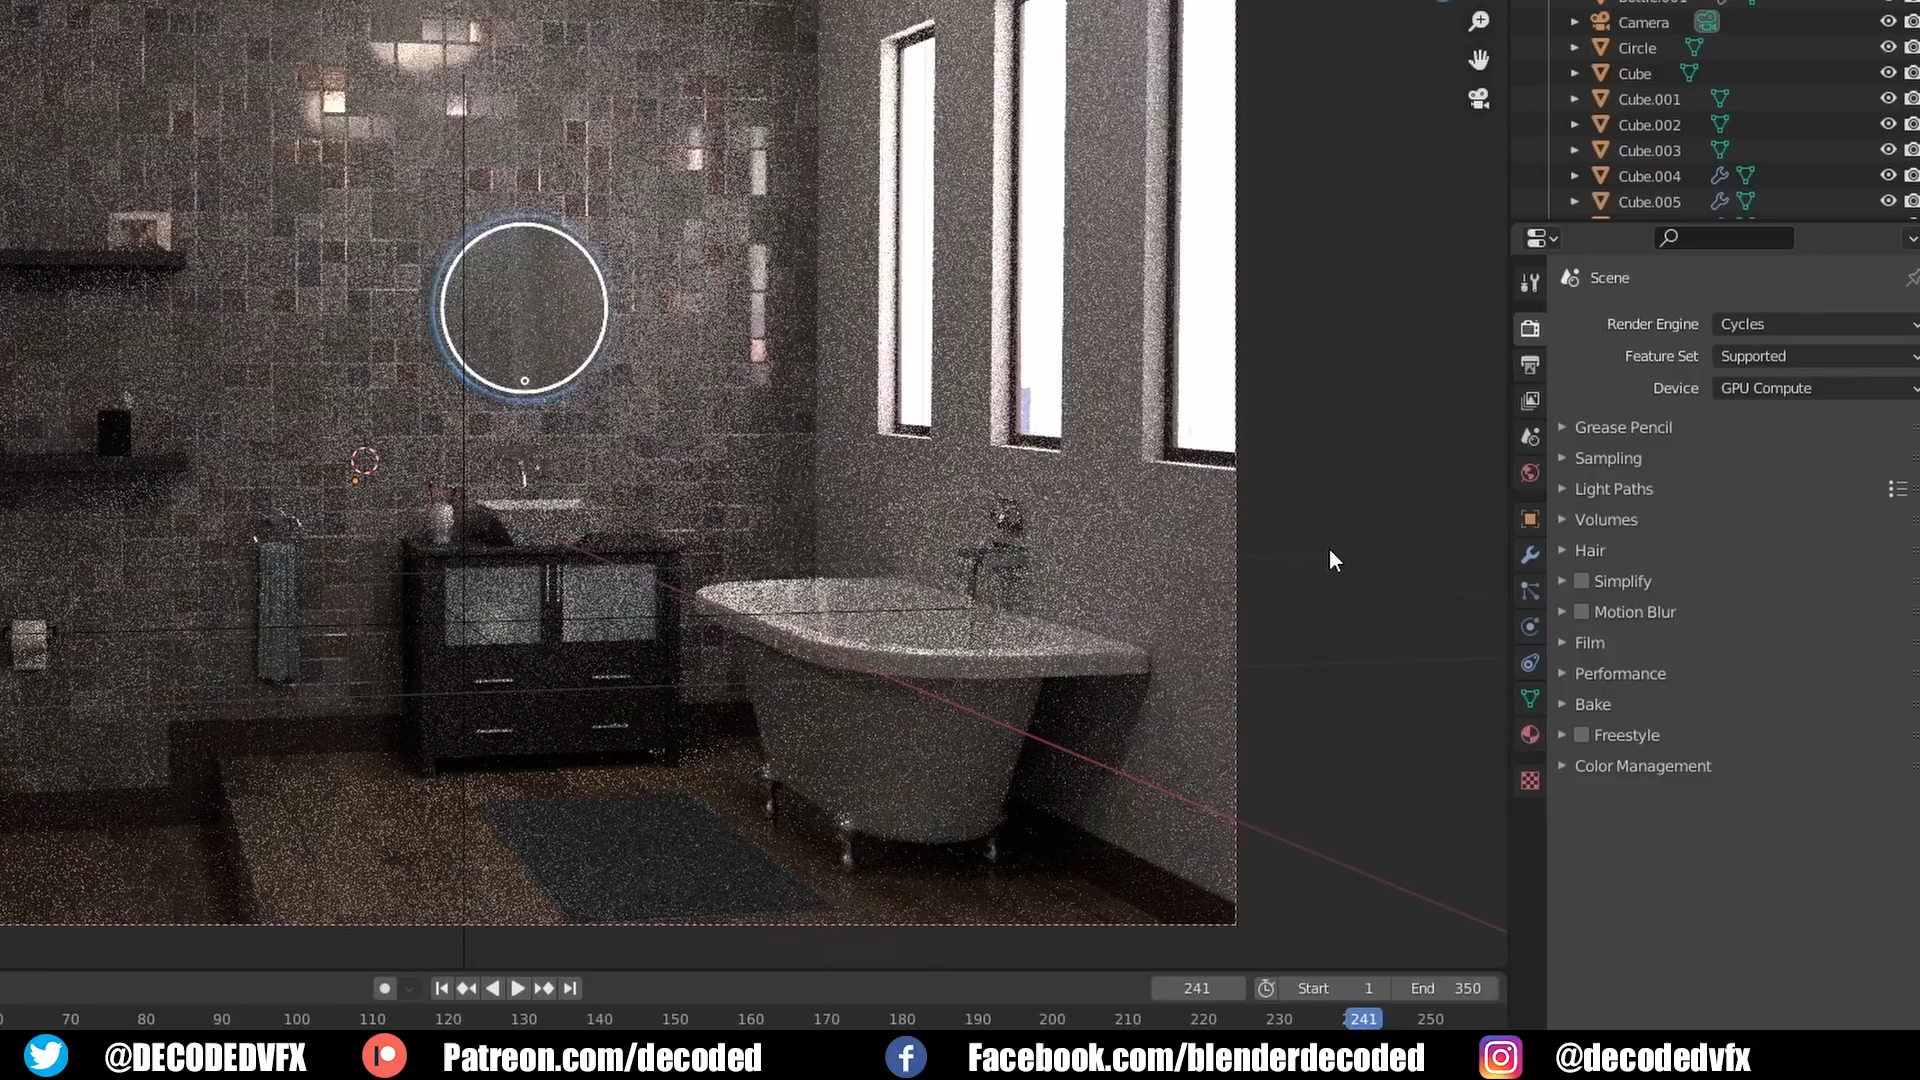 Camera
Circle
Cube
Cube.001
Cube.002
Cube.003
Cube.004
Cube.005
Scene
Render Engine Cycles
Feature Set Supported
Device GPU Compute
Grease Pencil
Sampling
Light Paths
Volumes
Hair
Simplify
Motion Blur
Film
Performance
Bake
Freestyle
Color Management
241 Start 1 End 350
70 80 90 100 110 120 130 140 150 160 170 180 190 200 210 220 230 241 250
@DECODEDVFX Patreon.com/decoded Facebook.com/blenderdecoded @decodedvfx